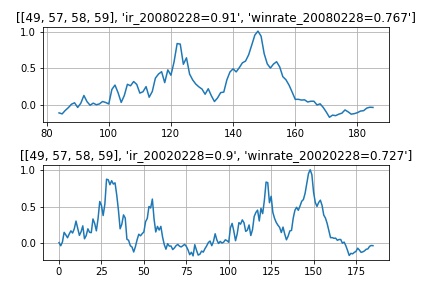 [[49, 57, 58, 59], 'ir_20080228=0.91', 'winrate_20080228=0.767']
1.0
0.5
0.0
80 100 120 140 160 180
[[49, 57, 58, 59], 'ir_20020228=0.9', 'winrate_20020228=0.727']
1.0
0.5
0.0
0 25 50 75 100 125 150 175